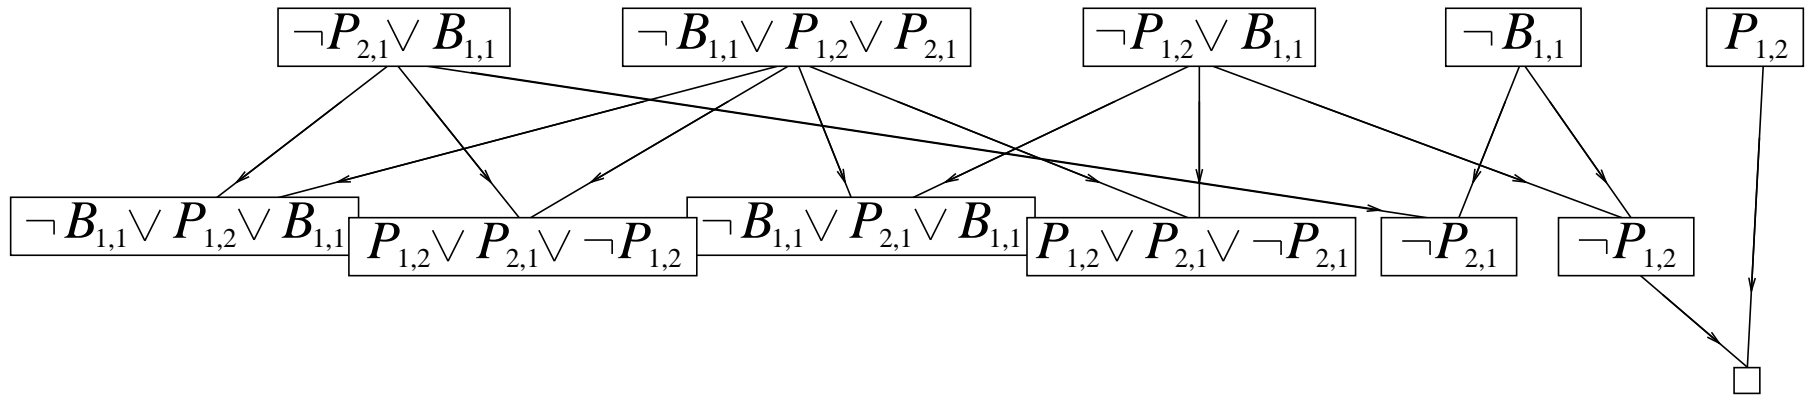 ¬P2,1 ∨ B1,1
¬B1,1 ∨ P1,2 ∨ P2,1
¬P1,2 ∨ B1,1
¬B1,1
P1,2
¬B1,1 ∨ P1,2 ∨ B1,1
P1,2 ∨ P2,1 ∨ ¬P1,2
¬B1,1 ∨ P2,1 ∨ B1,1
P1,2 ∨ P2,1 ∨ ¬P2,1
¬P2,1
¬P1,2